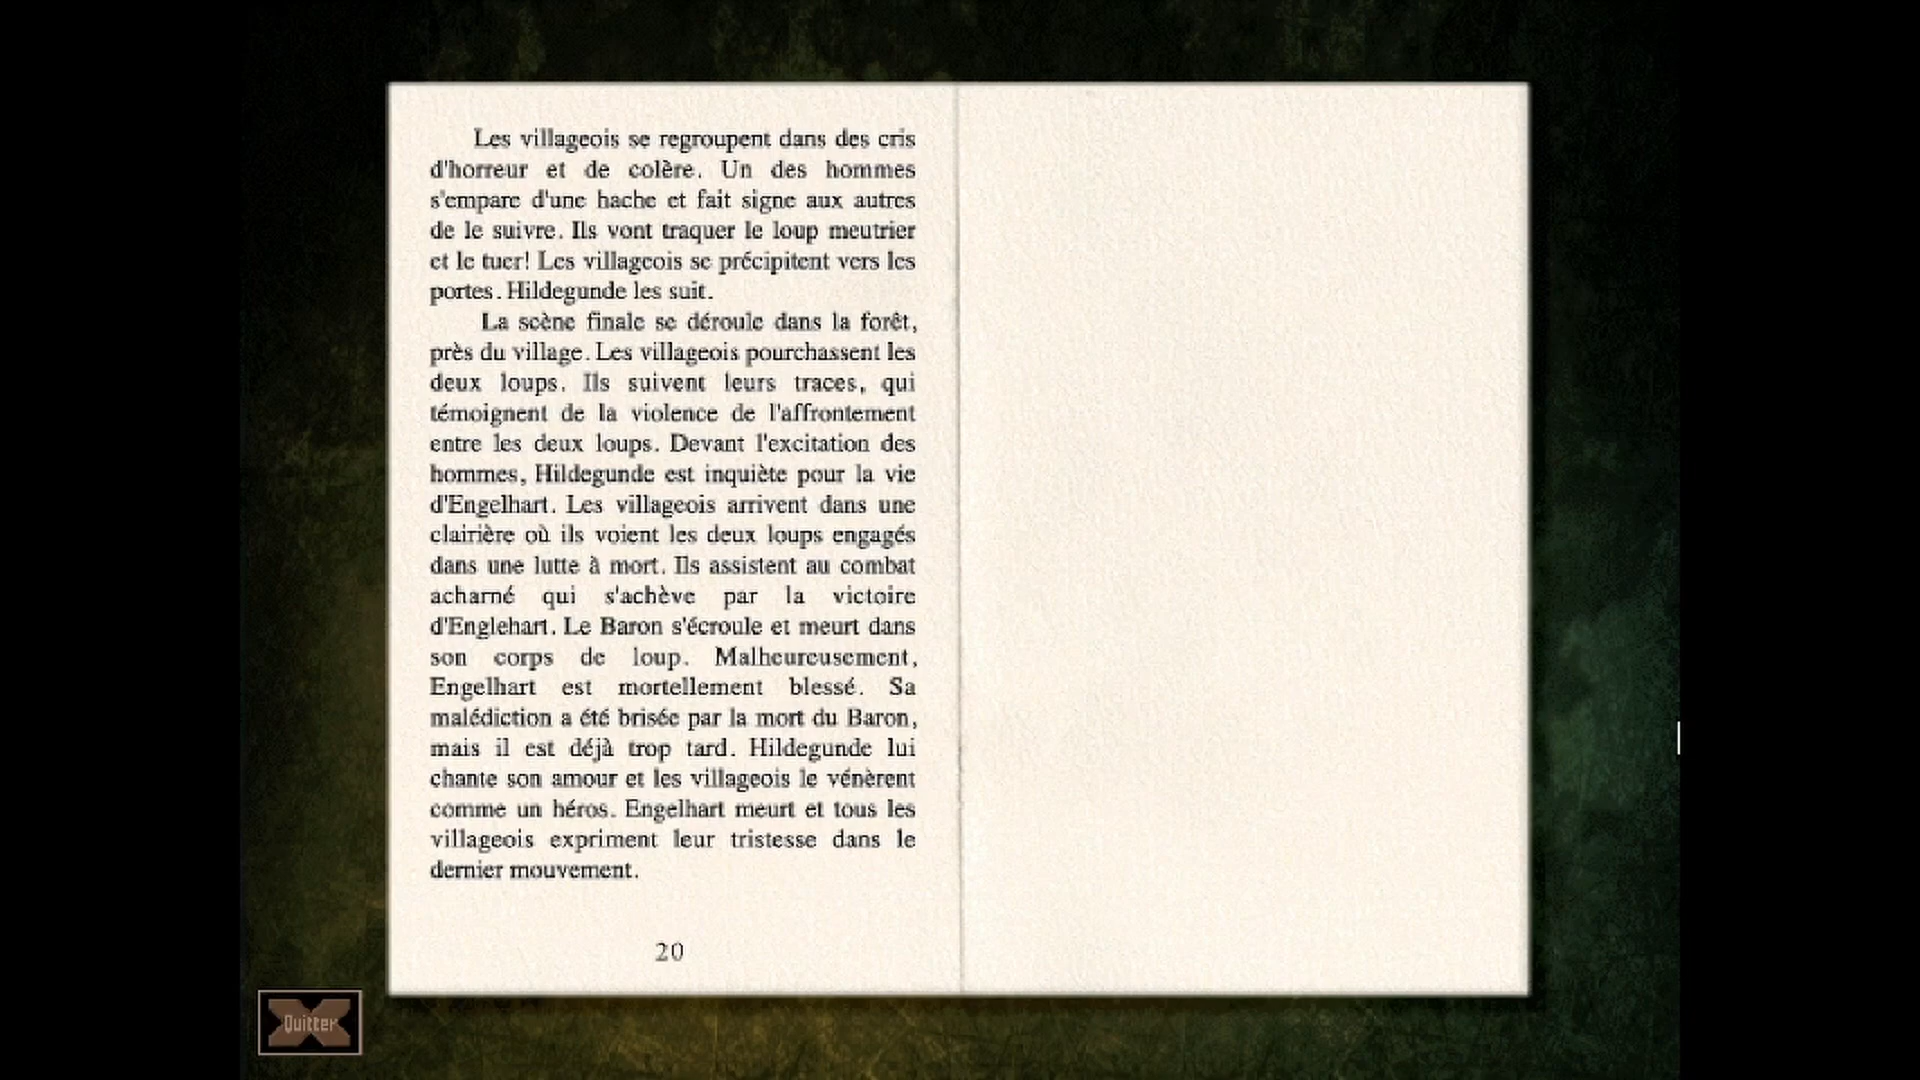 Les villageois se regroupent dans des cris
d'horreur et de colère. Un des hommes
s'empare d'une hache et fait signe aux autres
de le suivre. Ils vont traquer le loup meutrier
et le tuer! Les villageois se précipitent vers les
portes. Hildegunde les suit.
La scène finale se déroule dans la forêt,
près du village. Les villageois pourchassent les
deux loups. Ils suivent leurs traces, qui
témoignent de la violence de l'affrontement
entre les deux loups. Devant l'excitation des
hommes, Hildegunde est inquiète pour la vie
d'Engelhart. Les villageois arrivent dans une
clairière où ils voient les deux loups engagés
dans une lutte à mort. Ils assistent au combat
acharné qui s'achève par la victoire
d'Englehart. Le Baron s'écroule et meurt dans
son corps de loup. Malheureusement,
Engelhart est mortellement blessé. Sa
malédiction a été brisée par la mort du Baron,
mais il est déjà trop tard. Hildegunde lui
chante son amour et les villageois le vénèrent
comme un héros. Engelhart meurt et tous les
villageois expriment leur tristesse dans le
dernier mouvement.
20
Quitter